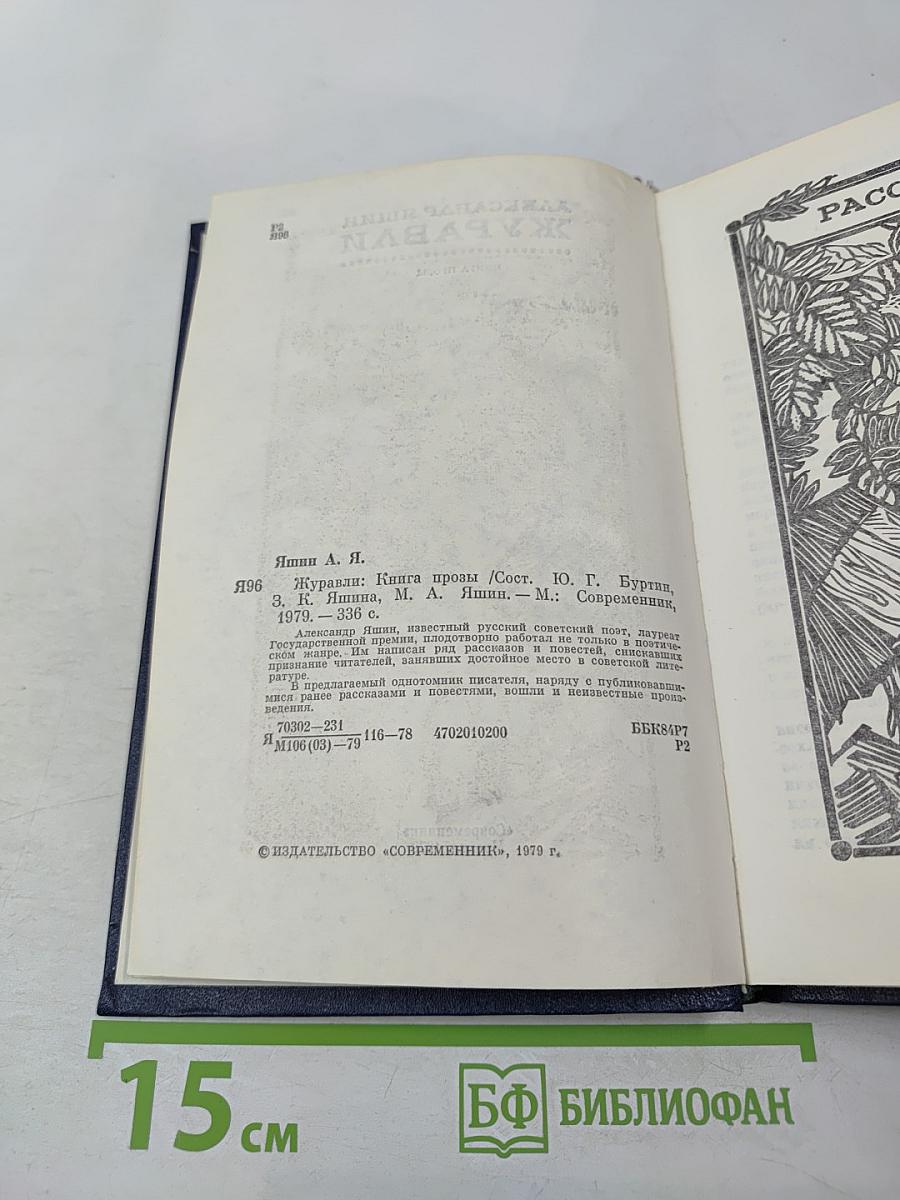 Р2
Я96
Яшин А. Я.
Я96 Журавли: Книга прозы /Сост. Ю. Г. Буртин,
З. К. Яшина, М. А. Яшин. — М.: Современник,
1979. — 336 с.
Александр Яшин, известный русский советский поэт, лауреат
Государственной премии, плодотворно работал не только в поэтиче-
ском жанре. Им написан ряд рассказов и повестей, снискавших
признание читателей, занявших достойное место в советской лите-
ратуре.
В предлагаемый однотомник писателя, наряду с публиковавши-
мися ранее рассказами и повестями, вошли и неизвестные произ-
ведения.
Я 70302—231
М106(03)—79 116—78 4702010200 ББК84Р7
Р2
© ИЗДАТЕЛЬСТВО «СОВРЕМЕННИК», 1979 г.
РАСС
15 см
БФ БИБЛИОФАН